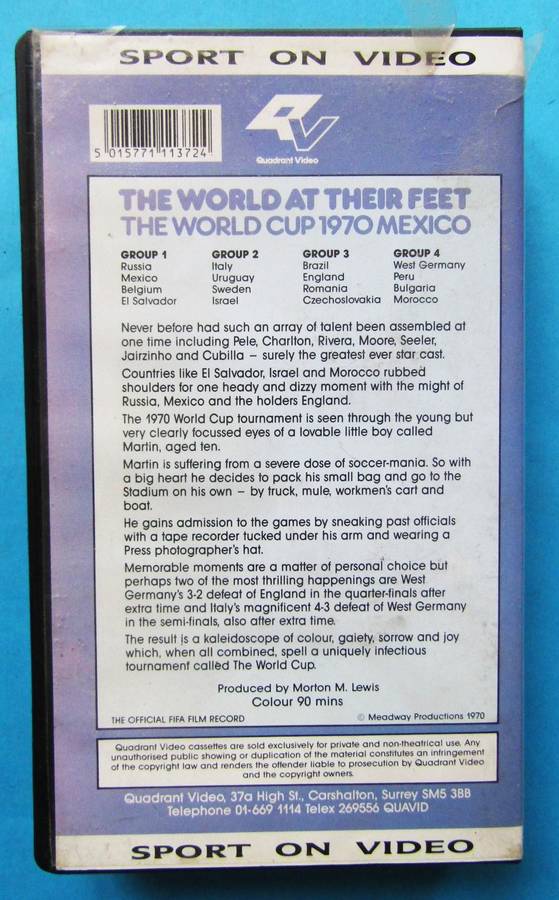 SPORT ON VIDEO
5 015771 113724
QV
Quadrant Video
THE WORLD AT THEIR FEET
THE WORLD CUP 1970 MEXICO
GROUP 1 GROUP 2 GROUP 3 GROUP 4
Russia Italy Brazil West Germany
Mexico Uruguay England Peru
Belgium Sweden Romania Bulgaria
El Salvador Israel Czechoslovakia Morocco
Never before had such an array of talent been assembled at
one time including Pele, Charlton, Rivera, Moore, Seeler,
Jairzinho and Cubilla – surely the greatest ever star cast.
Countries like El Salvador, Israel and Morocco rubbed
shoulders for one heady and dizzy moment with the might of
Russia, Mexico and the holders England.
The 1970 World Cup tournament is seen through the young but
very clearly focussed eyes of a lovable little boy called
Martin, aged ten.
Martin is suffering from a severe dose of soccer-mania. So with
a big heart he decides to pack his small bag and go to the
Stadium on his own – by truck, mule, workmen's cart and
boat.
He gains admission to the games by sneaking past officials
with a tape recorder tucked under his arm and wearing a
Press photographer's hat.
Memorable moments are a matter of personal choice but
perhaps two of the most thrilling happenings are West
Germany's 3-2 defeat of England in the quarter-finals after
extra time and Italy's magnificent 4-3 defeat of West Germany
in the semi-finals, also after extra time.
The result is a kaleidoscope of colour, gaiety, sorrow and joy
which, when all combined, spell a uniquely infectious
tournament called The World Cup.
Produced by Morton M. Lewis
Colour 90 mins
THE OFFICIAL FIFA FILM RECORD © Meadway Productions 1970
Quadrant Video cassettes are sold exclusively for private and non-theatrical use. Any
unauthorised public showing or duplication of the material constitutes an infringement
of the copyright law and renders the offender liable to prosecution by Quadrant Video
and the copyright owners.
Quadrant Video, 37a High St., Carshalton, Surrey SM5 3BB
Telephone 01-669 1114 Telex 269556 QUAVID
SPORT ON VIDEO